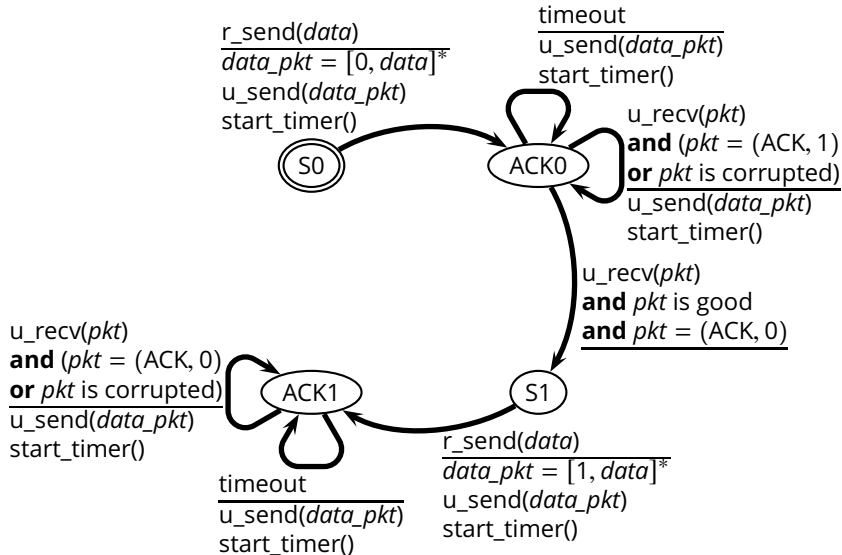 r_send(data)
data_pkt = [0, data]*
u_send(data_pkt)
start_timer()
timeout
u_send(data_pkt)
start_timer()
S0
ACK0
u_recv(pkt)
and (pkt = (ACK, 1)
or pkt is corrupted)
u_send(data_pkt)
start_timer()
u_recv(pkt)
and pkt is good
and pkt = (ACK, 0)
u_recv(pkt)
and (pkt = (ACK, 0)
or pkt is corrupted)
u_send(data_pkt)
start_timer()
ACK1
S1
timeout
u_send(data_pkt)
start_timer()
r_send(data)
data_pkt = [1, data]*
u_send(data_pkt)
start_timer()